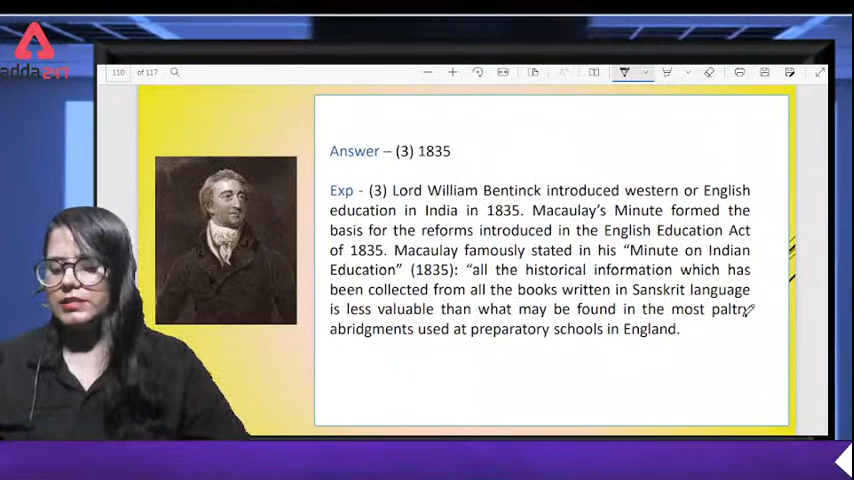 adda247
110 of 117
Answer – (3) 1835
Exp - (3) Lord William Bentinck introduced western or English
education in India in 1835. Macaulay's Minute formed the
basis for the reforms introduced in the English Education Act
of 1835. Macaulay famously stated in his “Minute on Indian
Education” (1835): “all the historical information which has
been collected from all the books written in Sanskrit language
is less valuable than what may be found in the most paltry
abridgments used at preparatory schools in England.